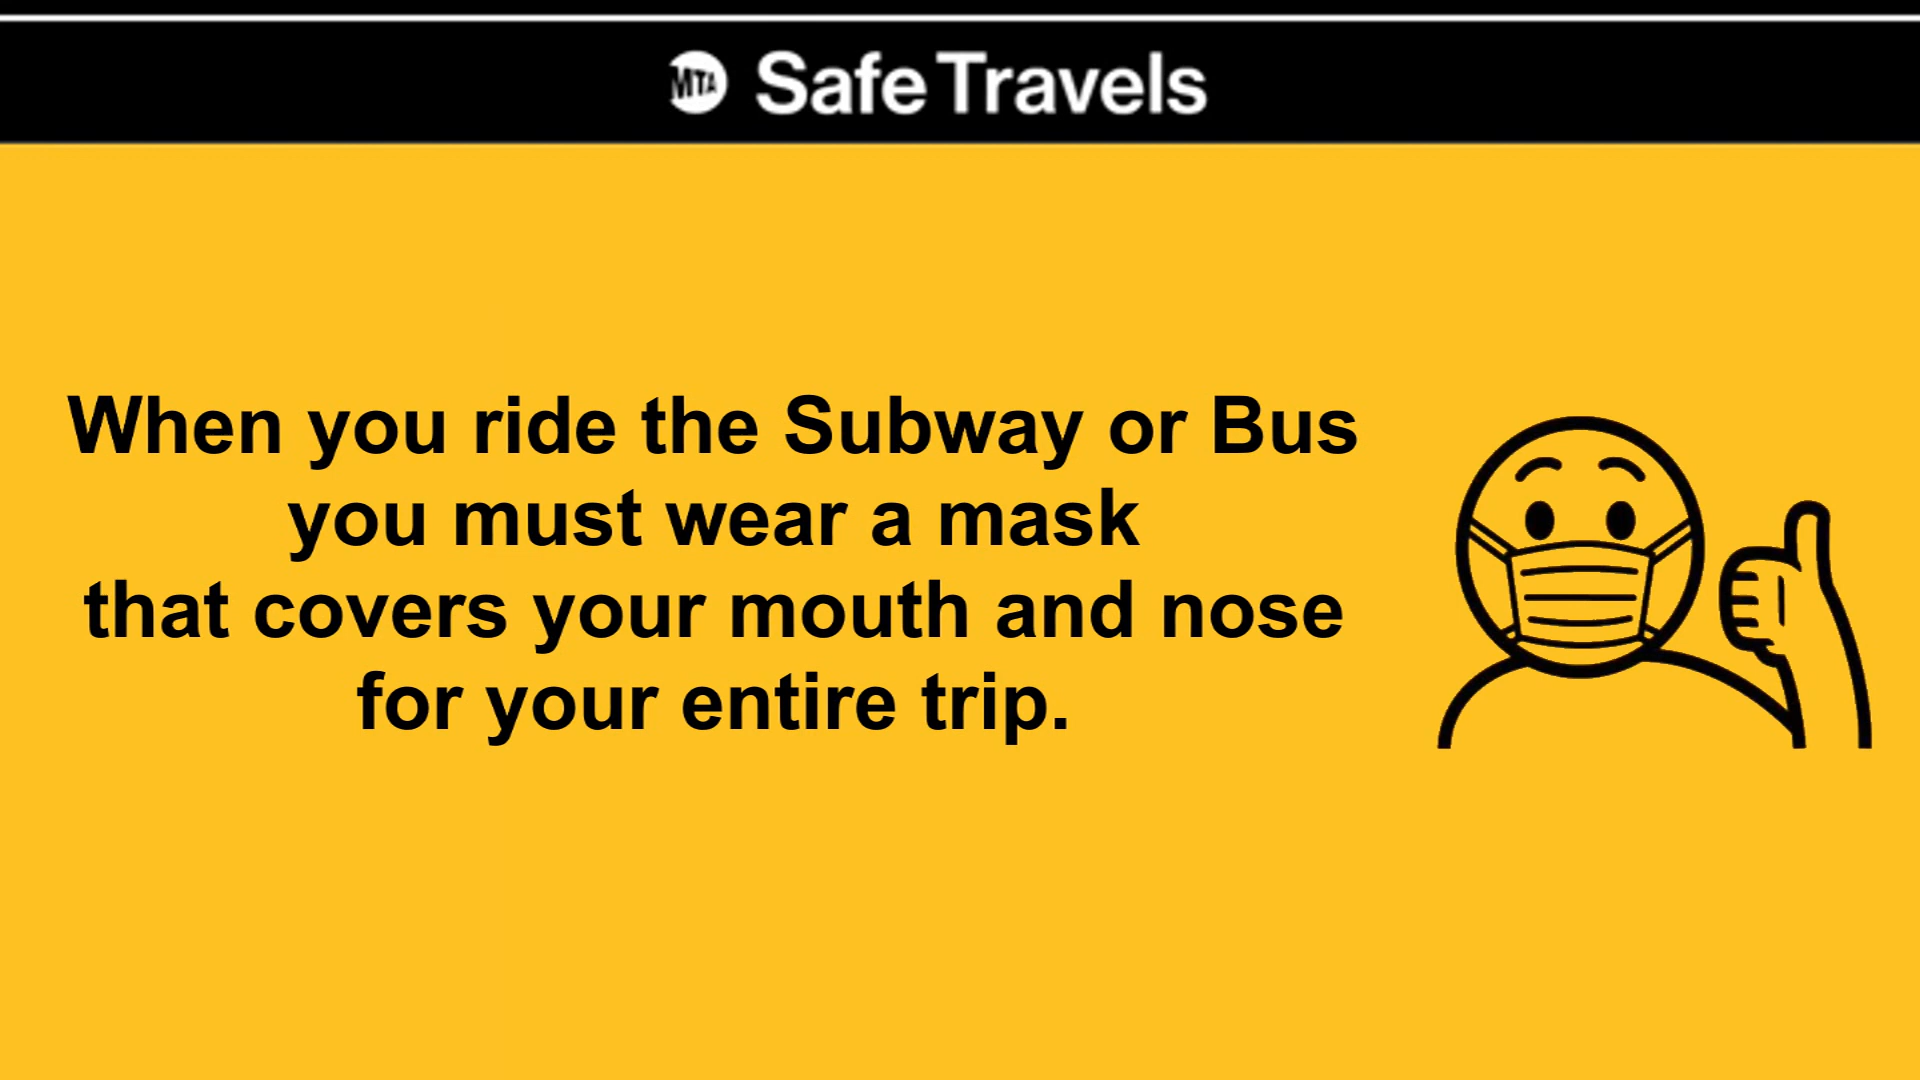 MTA Safe Travels
When you ride the Subway or Bus
you must wear a mask
that covers your mouth and nose
for your entire trip.